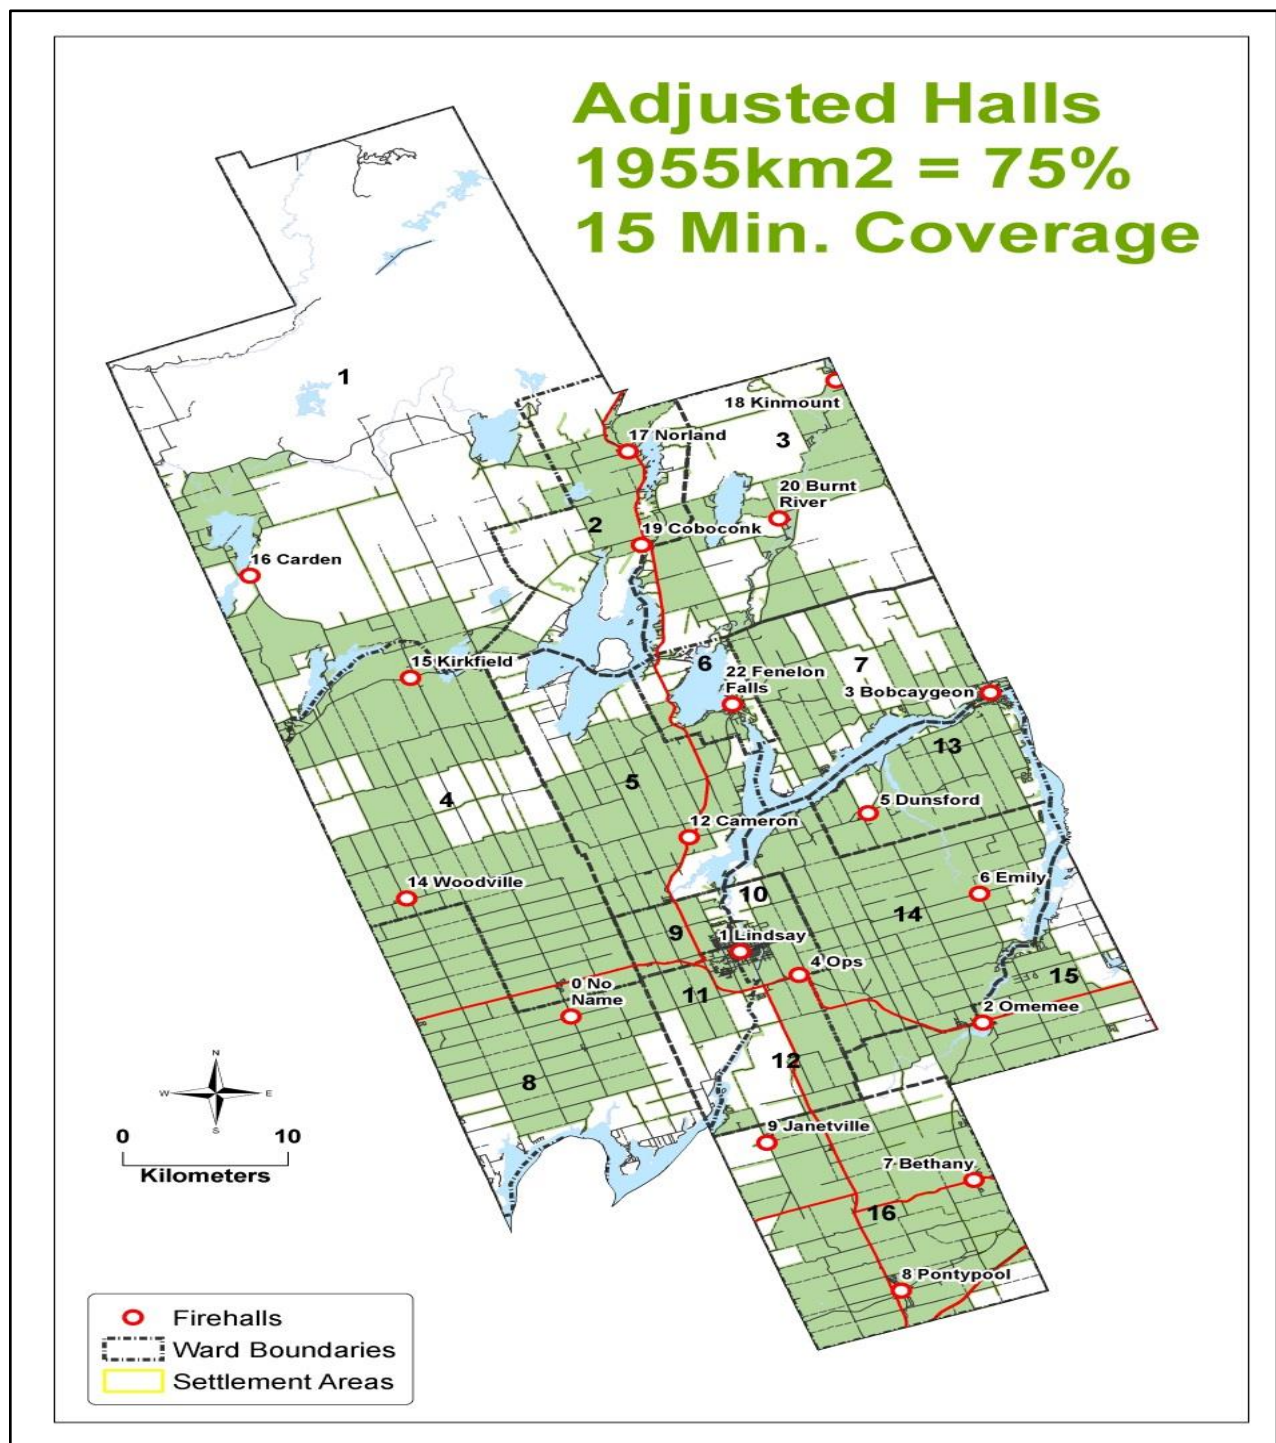 Adjusted Halls
1955km2 = 75%
15 Min. Coverage
1
18 Kinmount
17 Norland
3
20 Burnt
River
2
19 Coboconk
16 Carden
15 Kirkfield
6
7
22 Fenelon
Falls
3 Bobcaygeon
13
5
4
5 Dunsford
12 Cameron
14 Woodville
10
6 Emily
14
9
1 Lindsay
4 Ops
0 No
Name
11
15
2 Omemee
12
8
N
W
E
S
9 Janetville
0
10
Kilometers
7 Bethany
16
8 Pontypool
Firehalls
Ward Boundaries
Settlement Areas